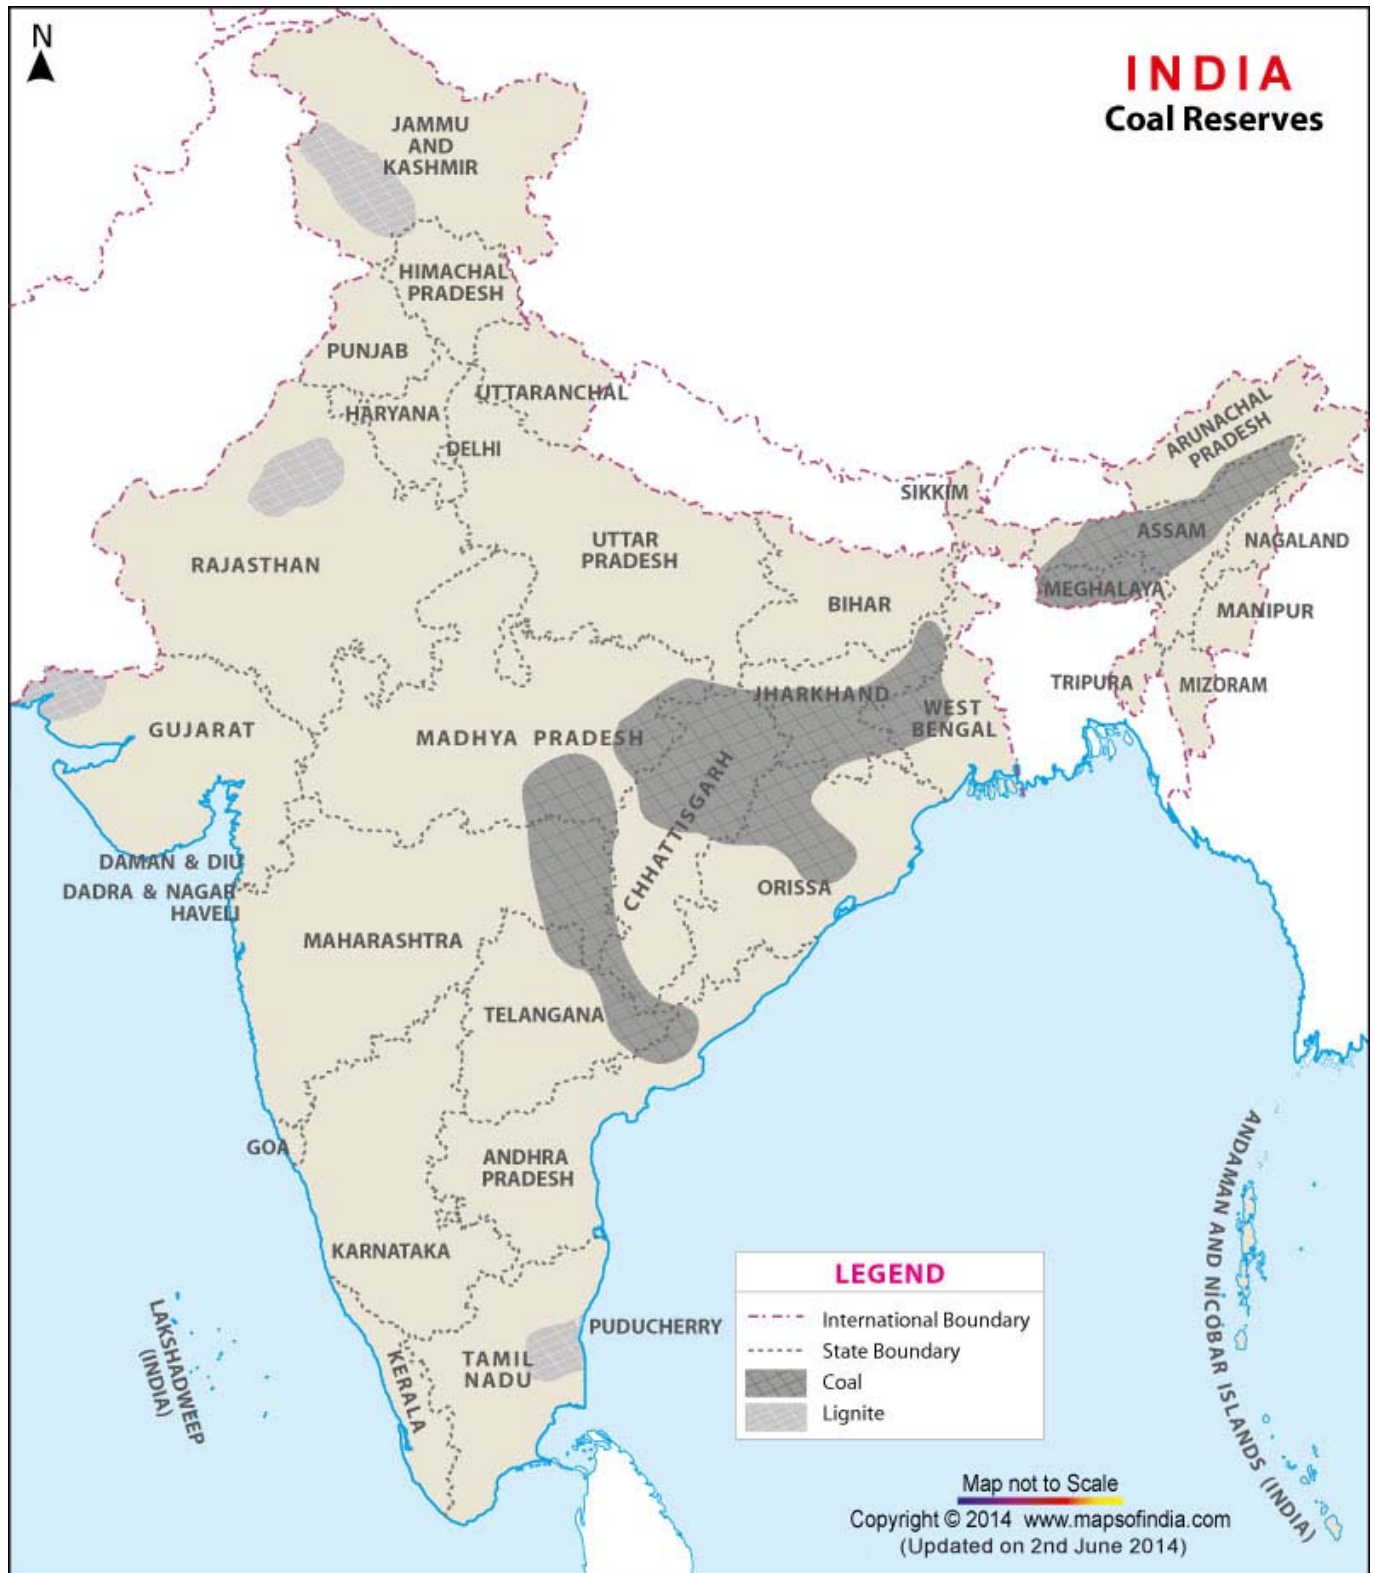 N
INDIA
Coal Reserves
JAMMU
AND
KASHMIR
HIMACHAL
PRADESH
PUNJAB
UTTARANCHAL
HARYANA
DELHI
ARUNACHAL
PRADESH
SIKKIM
ASSAM
NAGALAND
RAJASTHAN
UTTAR
PRADESH
BIHAR
MEGHALAYA
MANIPUR
TRIPURA
MIZORAM
JHARKHAND
WEST
BENGAL
GUJARAT
MADHYA PRADESH
CHHATTISGARH
DAMAN & DIU
DADRA & NAGAR
HAVELI
ORISSA
MAHARASHTRA
TELANGANA
GOA
ANDHRA
PRADESH
KARNATAKA
ANDAMAN AND NICOBAR ISLANDS (INDIA)
LAKSHADWEEP
(INDIA)
KERALA
TAMIL
NADU
PUDUCHERRY
LEGEND
International Boundary
State Boundary
Coal
Lignite
Map not to Scale
Copyright © 2014 www.mapsofindia.com
(Updated on 2nd June 2014)